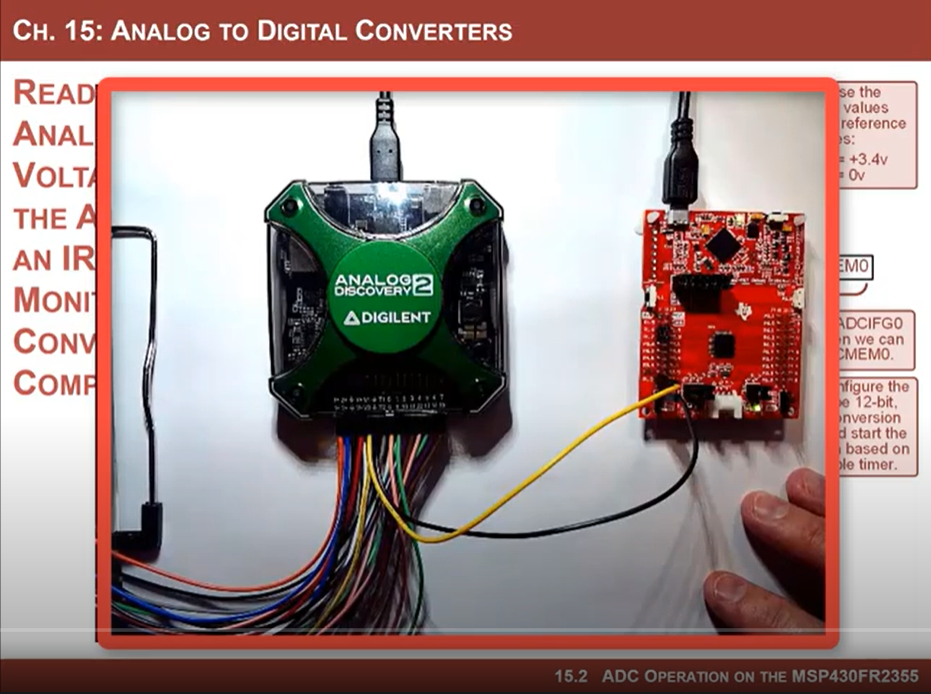 CH. 15: ANALOG TO DIGITAL CONVERTERS
READ
ANAL
VOLTA
THE A
AN IR
MONIT
CONV
COMP
ANALOG
DISCOVERY 2
DIGILENT
se the
values
reference
es:
= +3.4v
= 0v
EM0
ADCIFG0
en we can
CMEM0.
nfigure the
e 12-bit,
onversion
d start the
based on
le timer.
15.2 ADC OPERATION ON THE MSP430FR2355